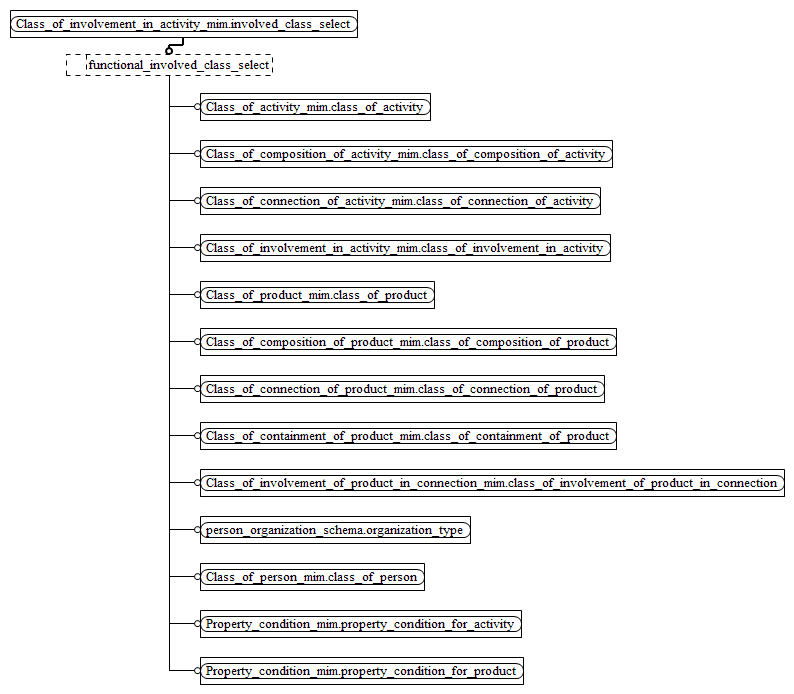 Class_of_involvement_in_activity_mim.involved_class_select
functional_involved_class_select
Class_of_activity_mim.class_of_activity
Class_of_composition_of_activity_mim.class_of_composition_of_activity
Class_of_connection_of_activity_mim.class_of_connection_of_activity
Class_of_involvement_in_activity_mim.class_of_involvement_in_activity
Class_of_product_mim.class_of_product
Class_of_composition_of_product_mim.class_of_composition_of_product
Class_of_connection_of_product_mim.class_of_connection_of_product
Class_of_containment_of_product_mim.class_of_containment_of_product
Class_of_involvement_of_product_in_connection_mim.class_of_involvement_of_product_in_connection
person_organization_schema.organization_type
Class_of_person_mim.class_of_person
Property_condition_mim.property_condition_for_activity
Property_condition_mim.property_condition_for_product